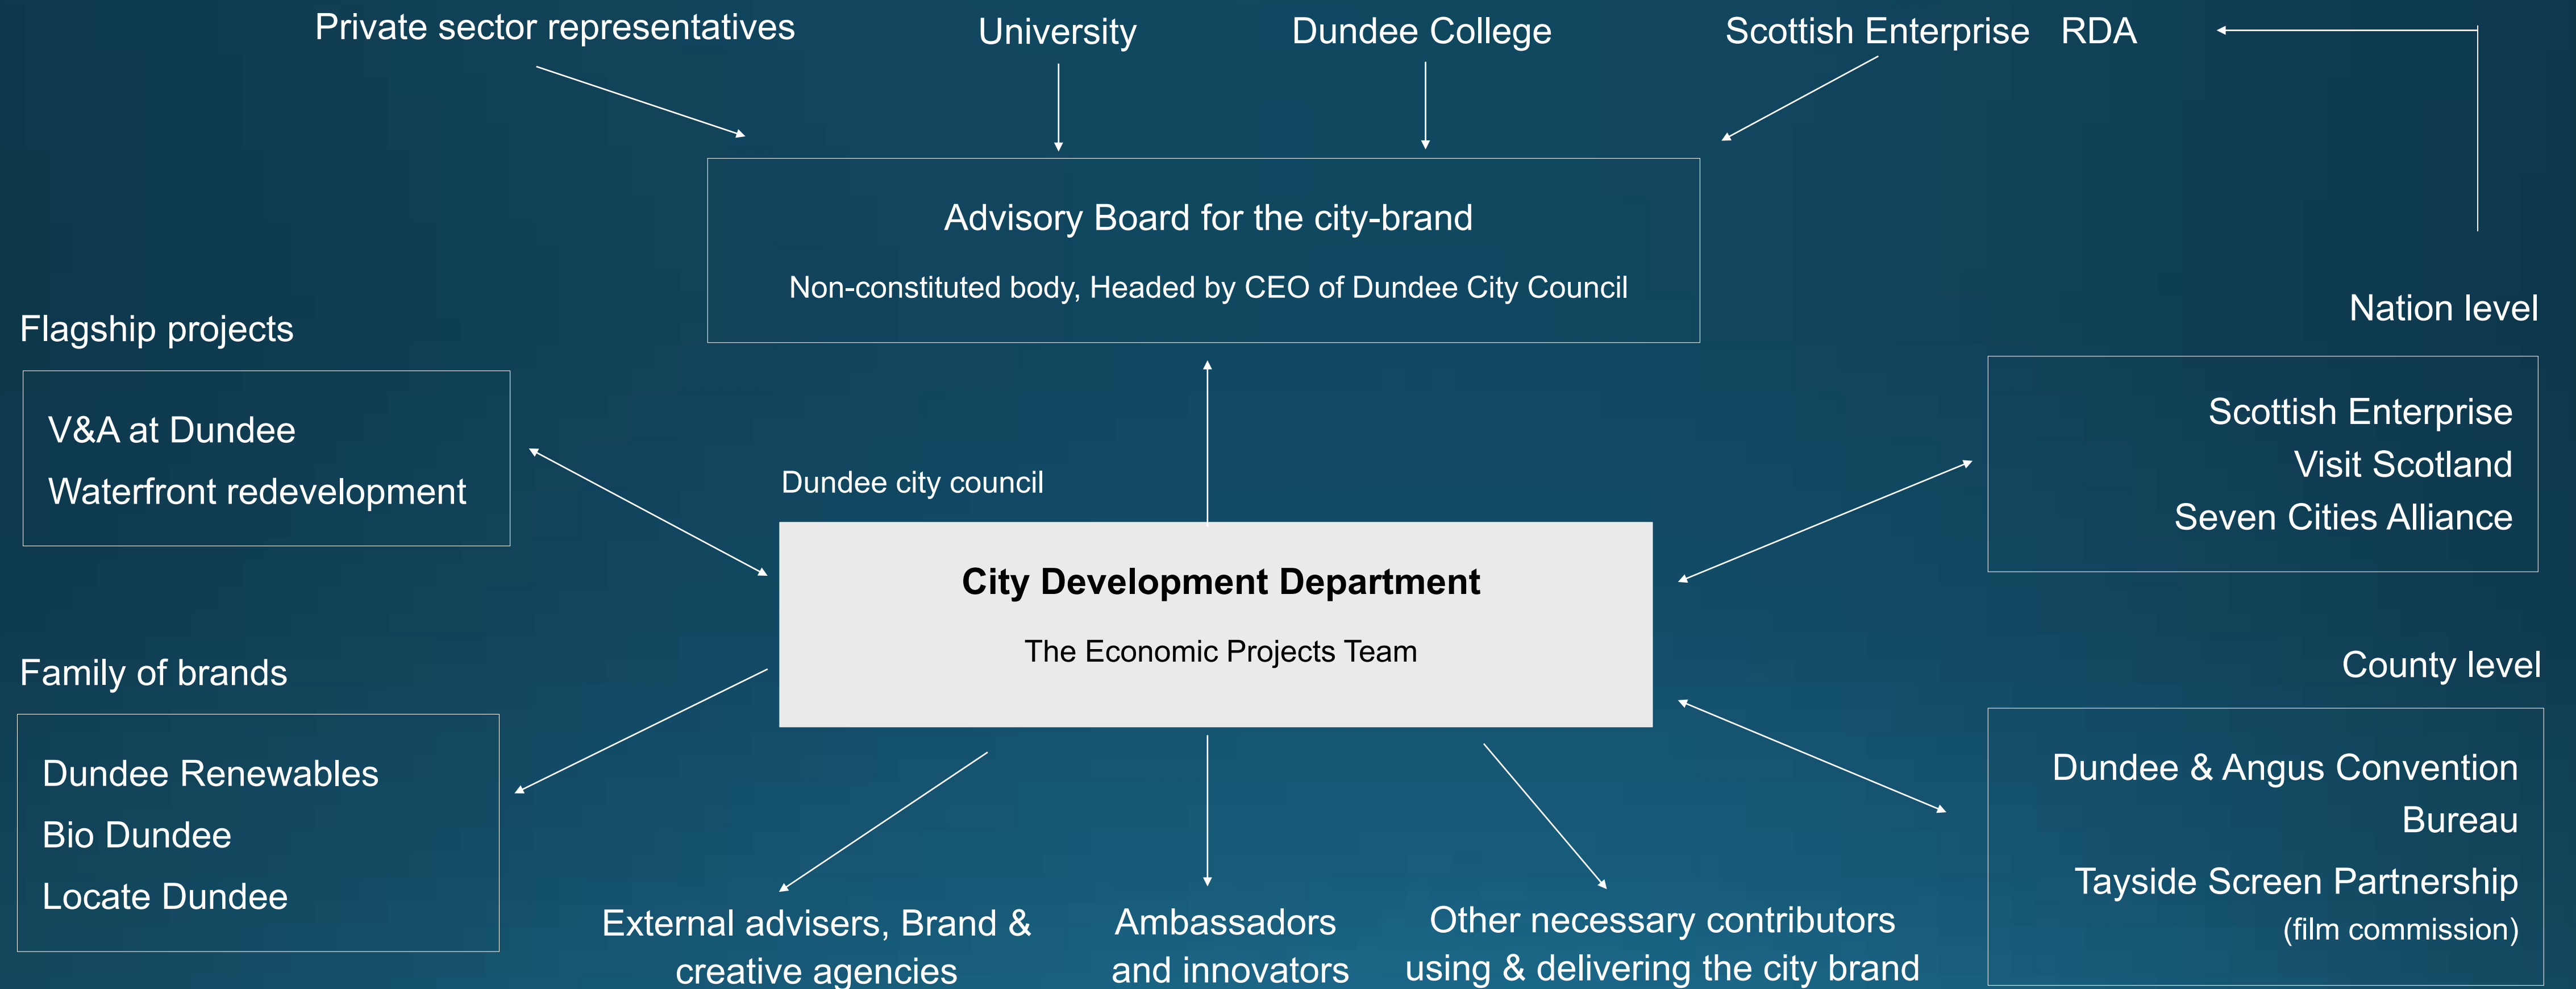 Private sector representatives
University
Dundee College
Scottish Enterprise RDA
Advisory Board for the city-brand
Non-constituted body, Headed by CEO of Dundee City Council
Flagship projects
V&A at Dundee
Waterfront redevelopment
Nation level
Scottish Enterprise
Visit Scotland
Seven Cities Alliance
Dundee city council
City Development Department
The Economic Projects Team
Family of brands
Dundee Renewables
Bio Dundee
Locate Dundee
County level
Dundee & Angus Convention
Bureau
Tayside Screen Partnership
(film commission)
External advisers, Brand &
creative agencies
Ambassadors
and innovators
Other necessary contributors
using & delivering the city brand